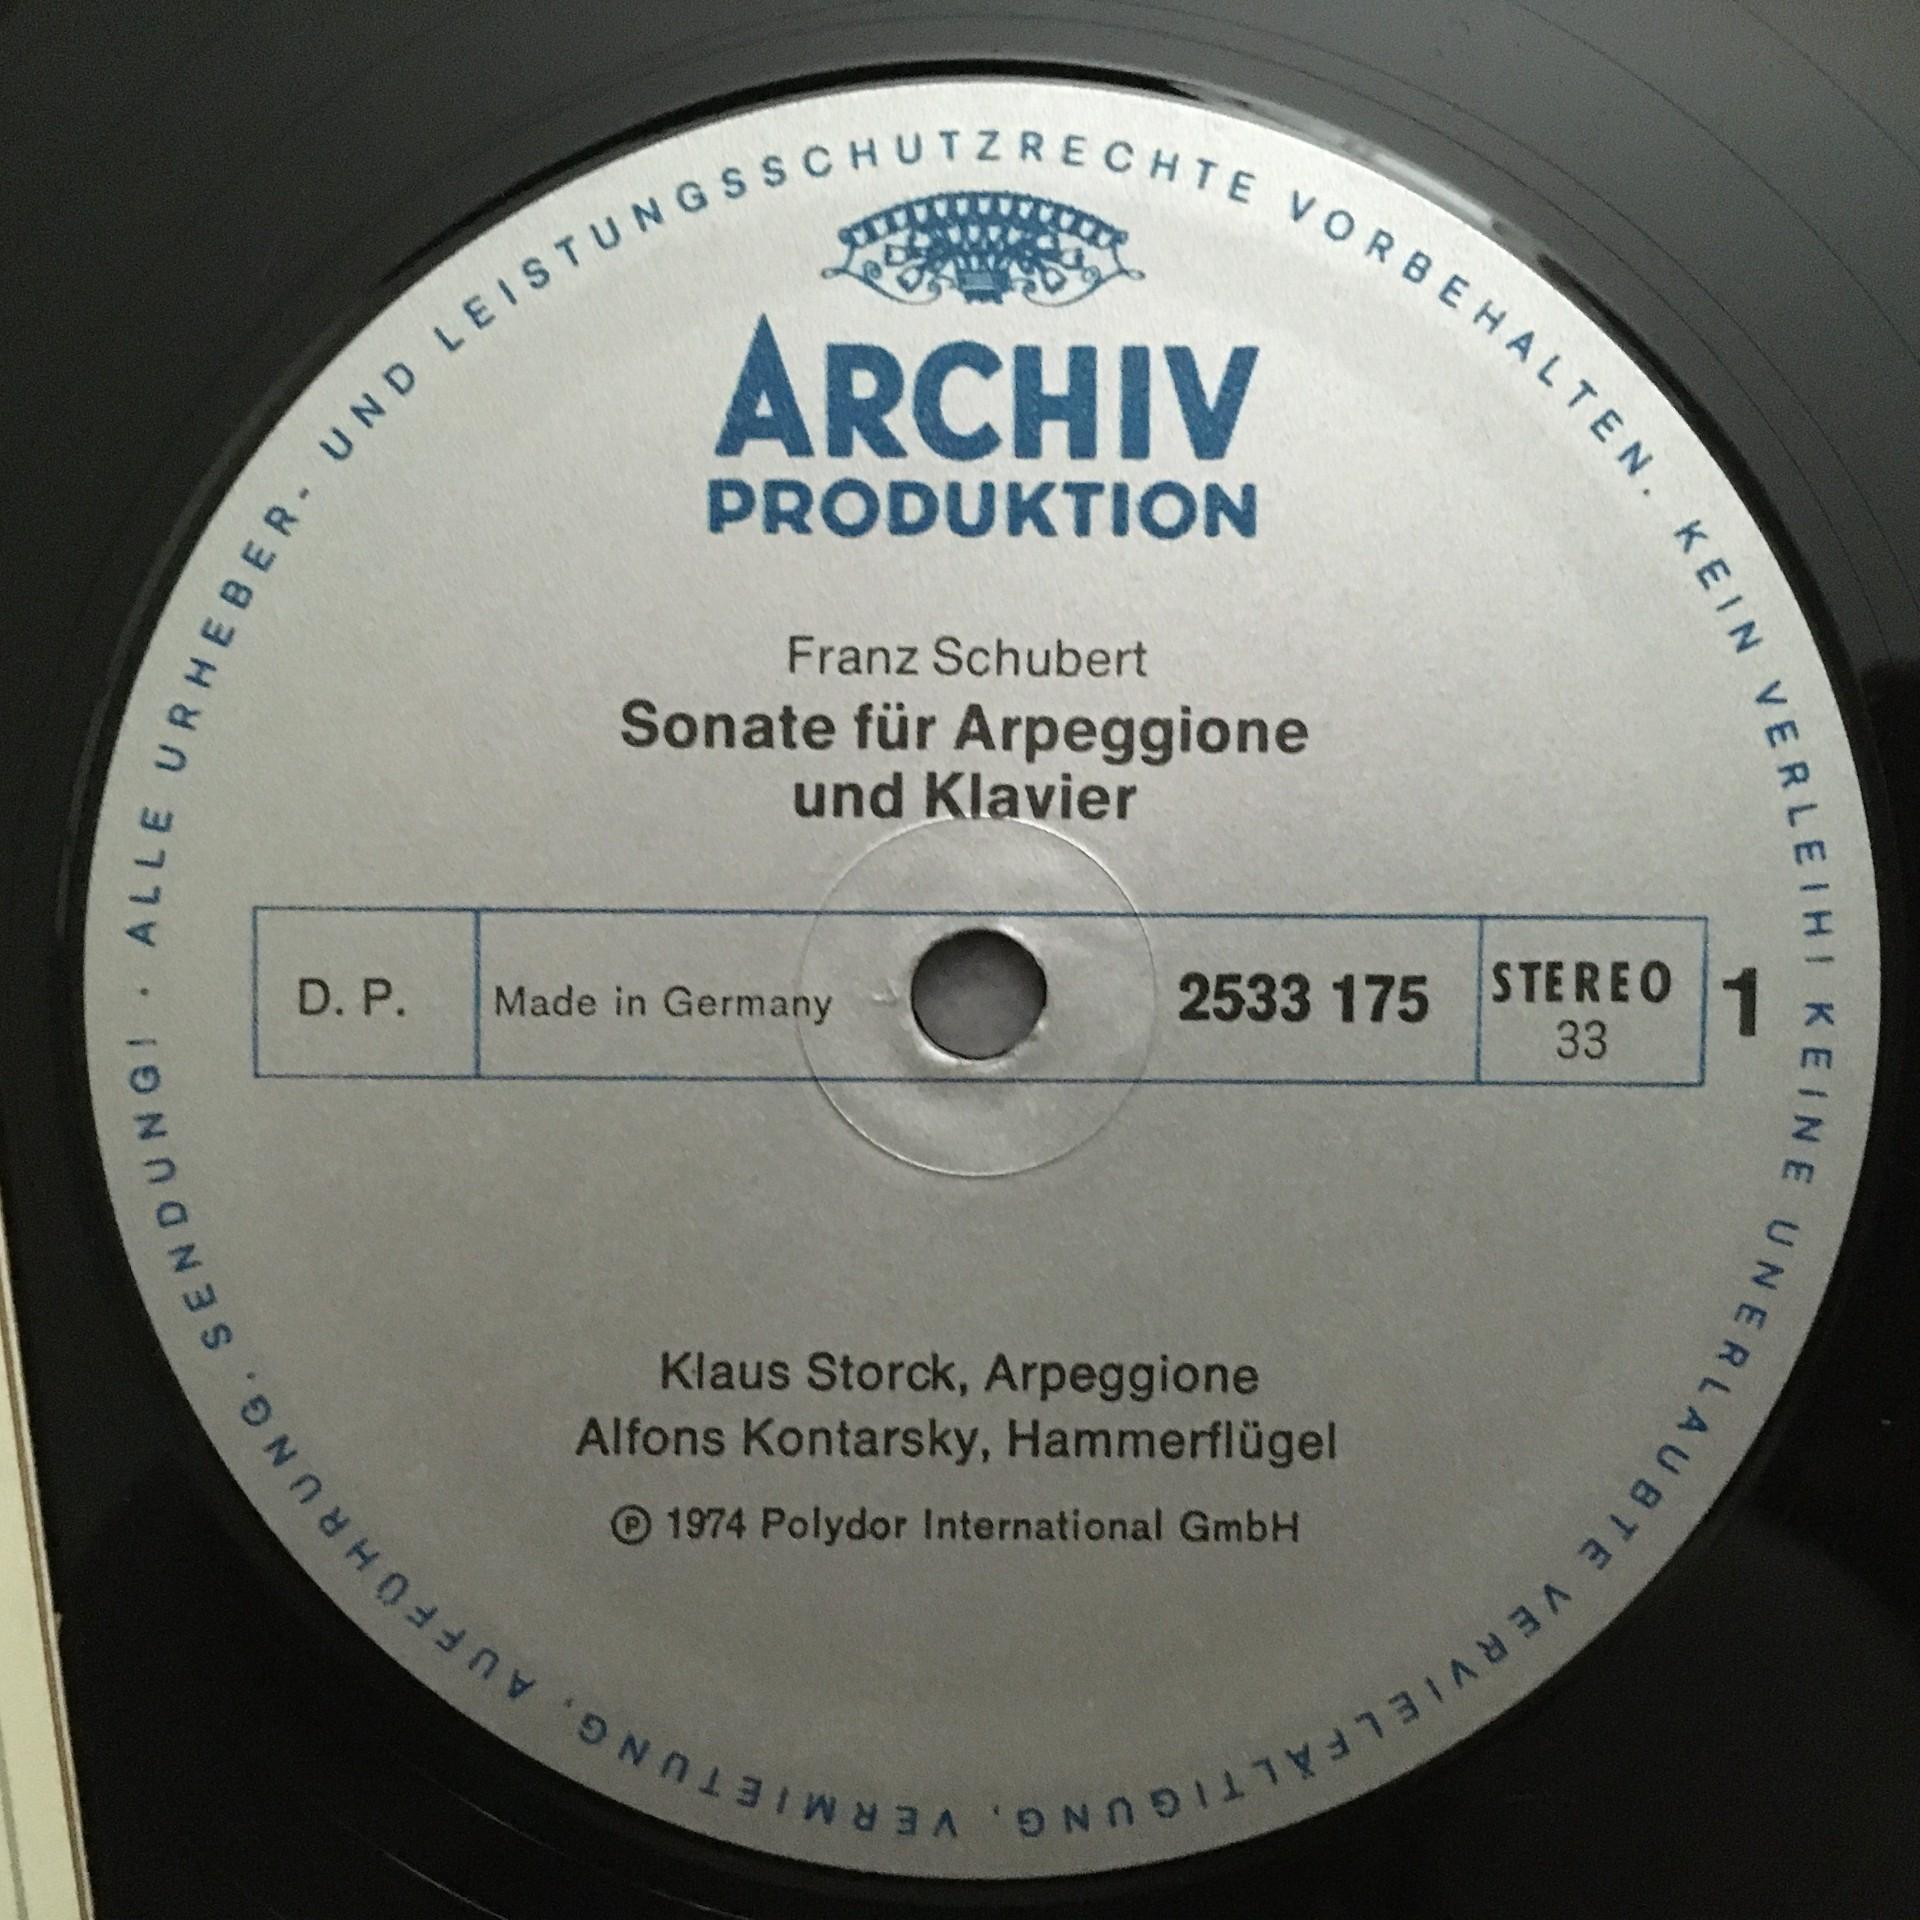 ALLE URHEBER- UND LEISTUNGSSCHUTZRECHTE VORBEHALTEN. KEIN VERLEIH! KEINE UNERLAUBTE VERVIELFÄLTIGUNG, VERMIETUNG, AUFFÜHRUNG, SENDUNG! ·
ARCHIV
PRODUKTION
Franz Schubert
Sonate für Arpeggione
und Klavier
D. P.
Made in Germany
2533 175
STEREO
33
1
Klaus Storck, Arpeggione
Alfons Kontarsky, Hammerflügel
℗ 1974 Polydor International GmbH